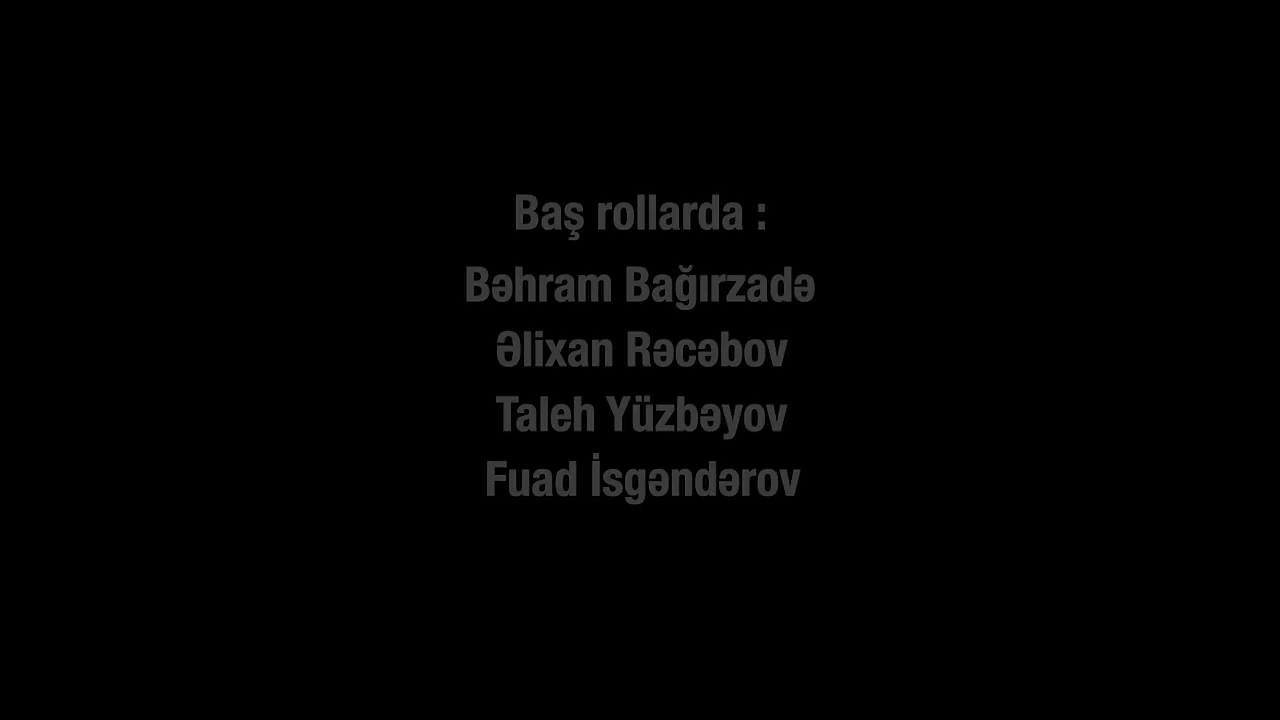 Baş rollarda :
Bəhram Bağırzadə
Əlixan Rəcəbov
Taleh Yüzbəyov
Fuad İsgəndərov